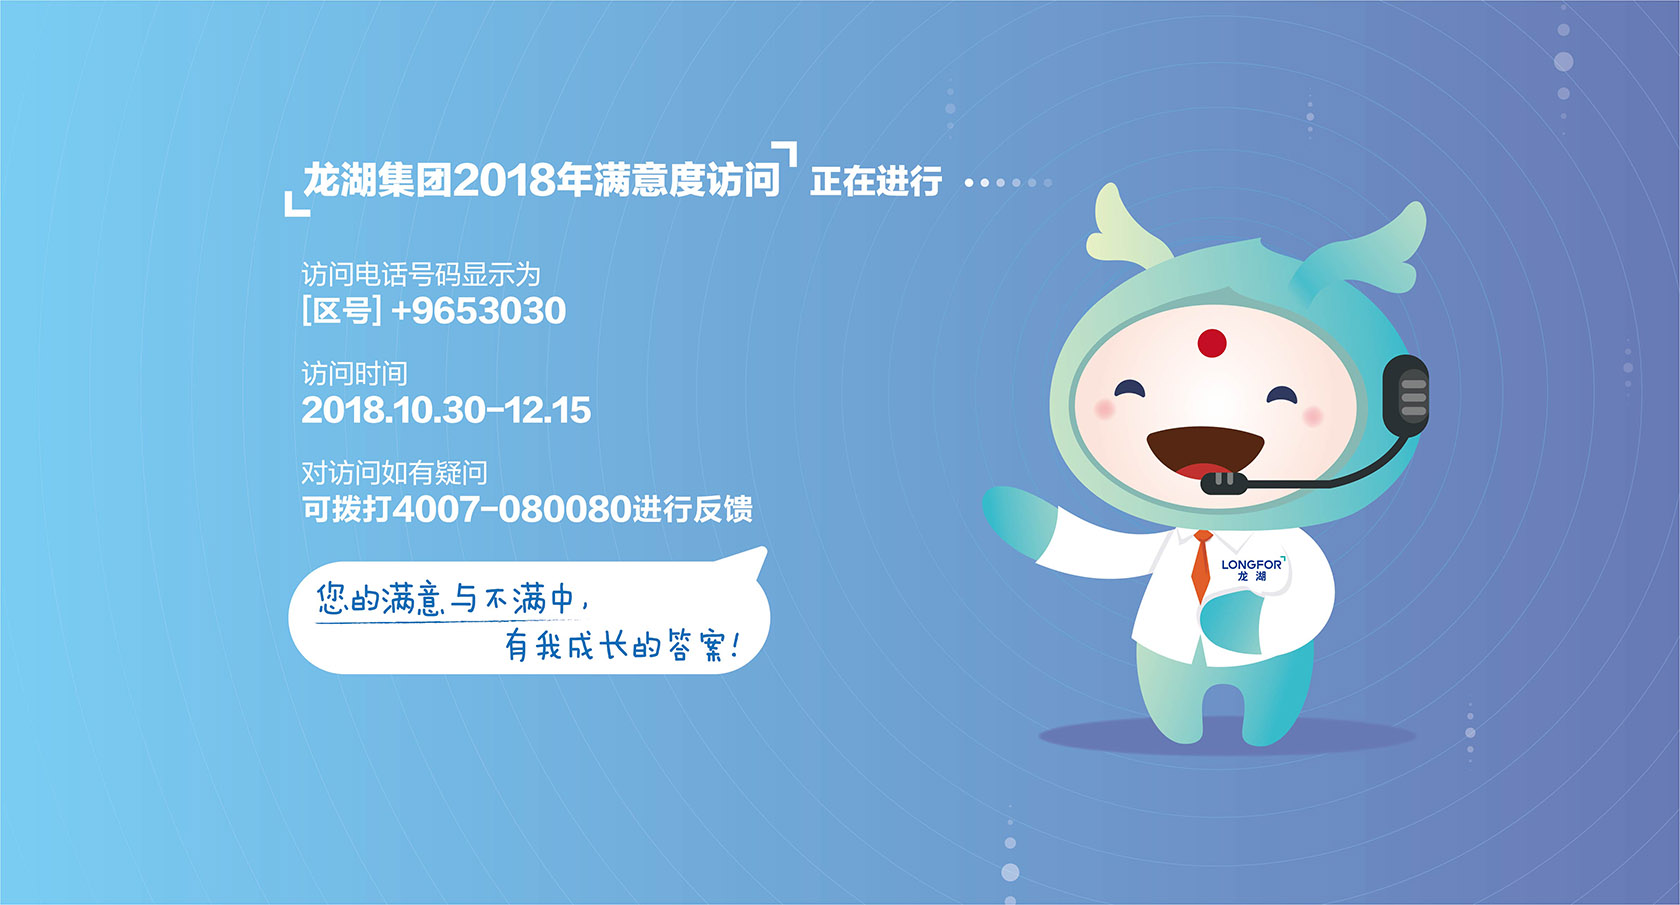 龙湖集团2018年满意度访问 正在进行
访问电话号码显示为
[区号] +9653030
访问时间
2018.10.30-12.15
对访问如有疑问
可拨打4007-080080进行反馈
您的满意与不满中,
有我成长的答案!
LONGFOR
龙湖